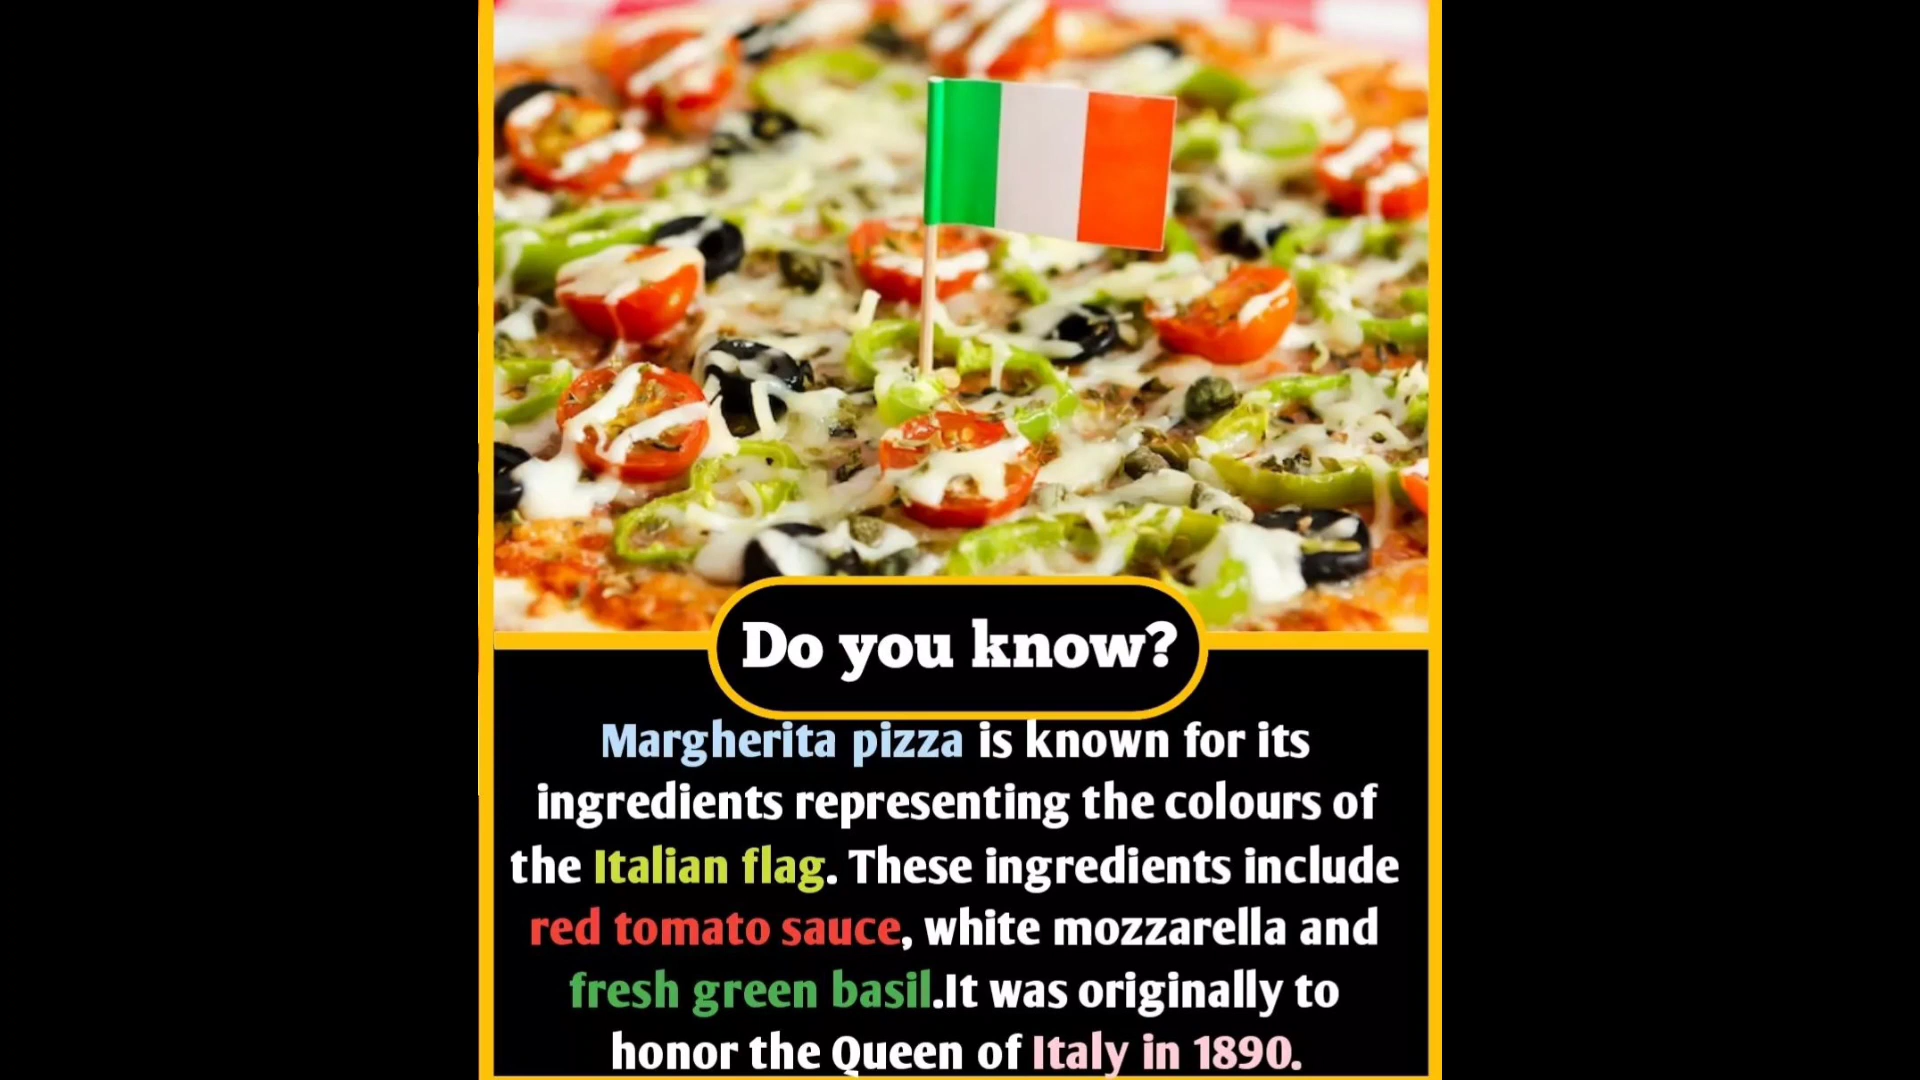 Do you know?
Margherita pizza is known for its
ingredients representing the colours of
the Italian flag. These ingredients include
red tomato sauce, white mozzarella and
fresh green basil.It was originally to
honor the Queen of Italy in 1890.